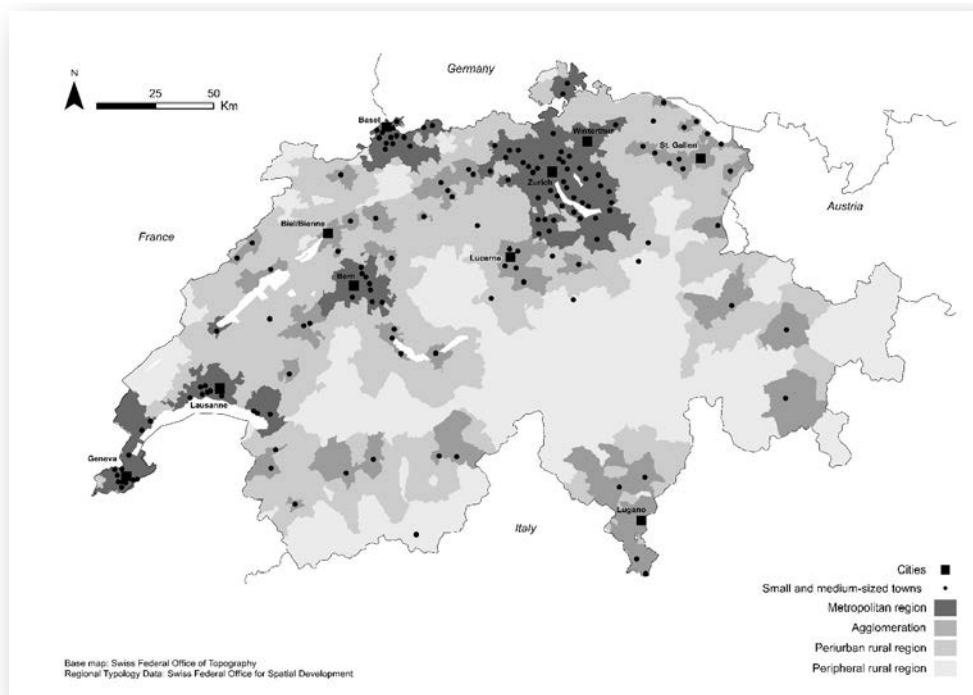 Germany
N
25
50
Km
Basel
Winterthur
St. Gallen
Zurich
Austria
Biel/Bienne
France
Lucerne
Bern
Lausanne
Geneva
Lugano
Italy
Cities
Small and medium-sized towns
Metropolitan region
Agglomeration
Periurban rural region
Peripheral rural region
Base map: Swiss Federal Office of Topography
Regional Typology Data: Swiss Federal Office for Spatial Development